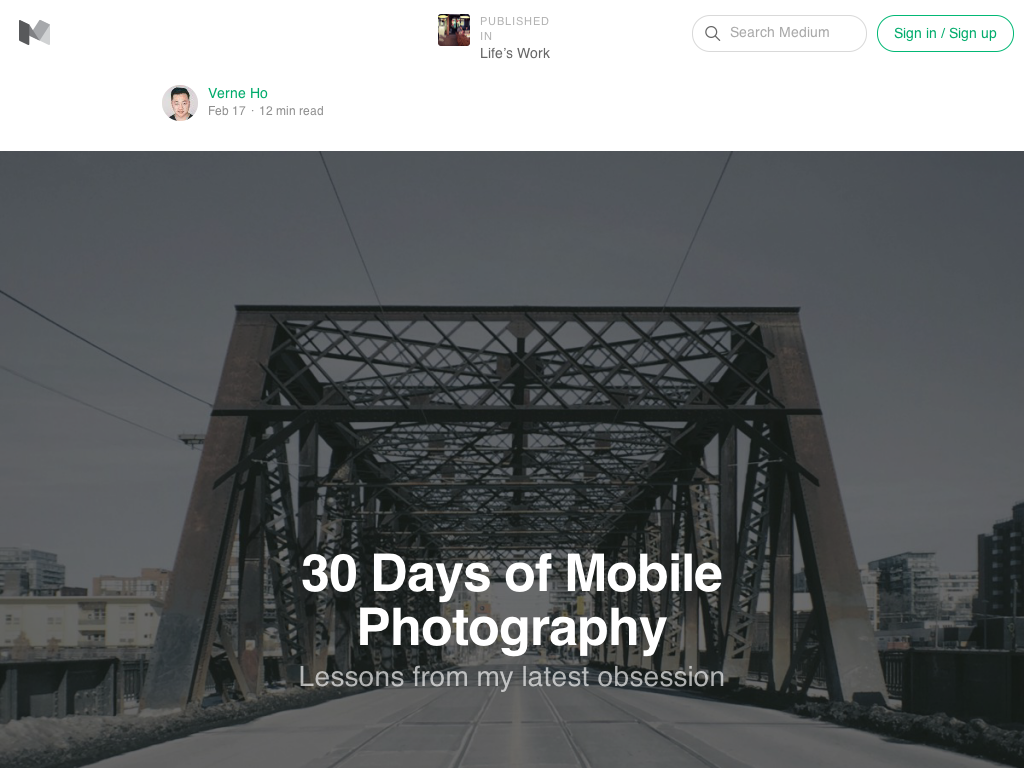 PUBLISHED
IN
Life's Work
Search Medium
Sign in / Sign up
Verne Ho
Feb 17 · 12 min read
30 Days of Mobile
Photography
Lessons from my latest obsession